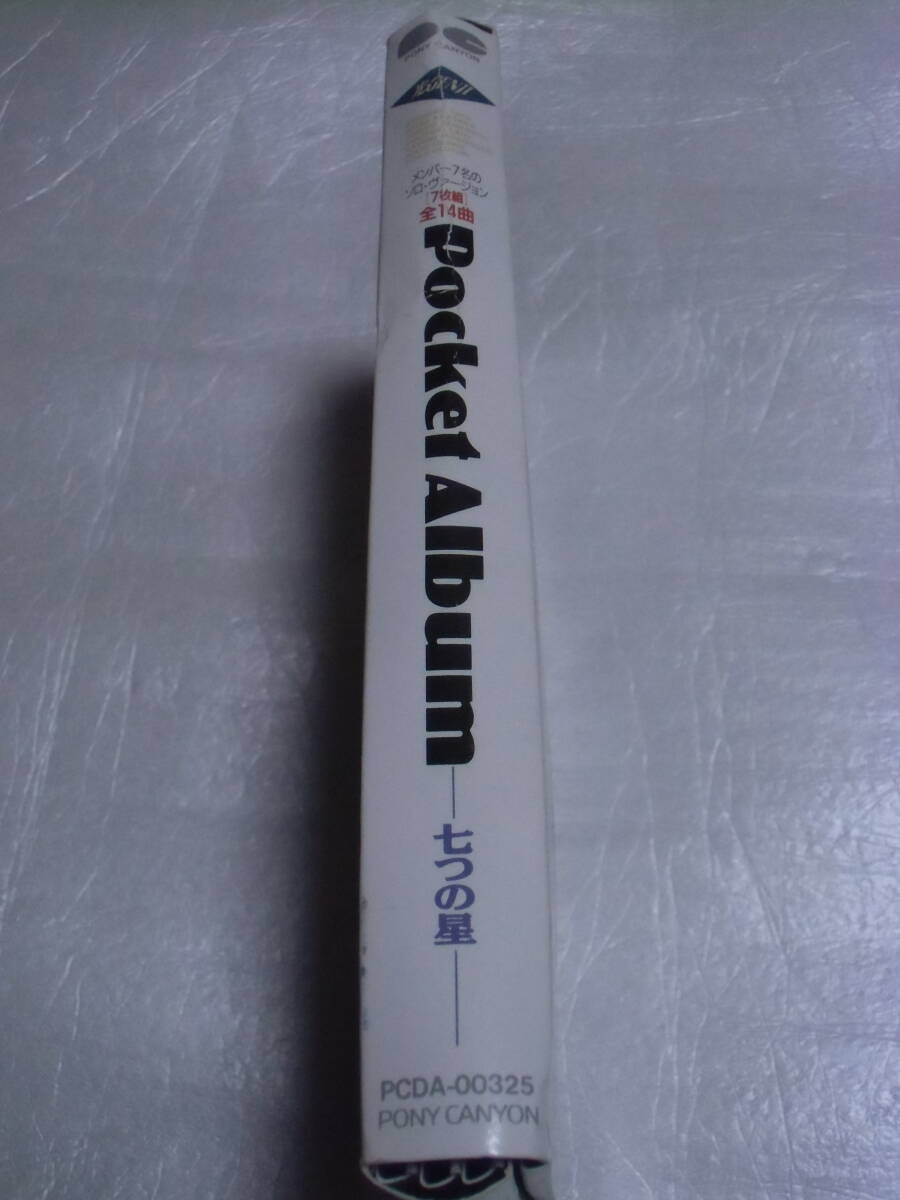 PONY CANYON
メンバー7名の
ソロ・ヴァージョン
[7枚組]
全14曲
Pocket Album
七つの星
PCDA-00325
PONY CANYON